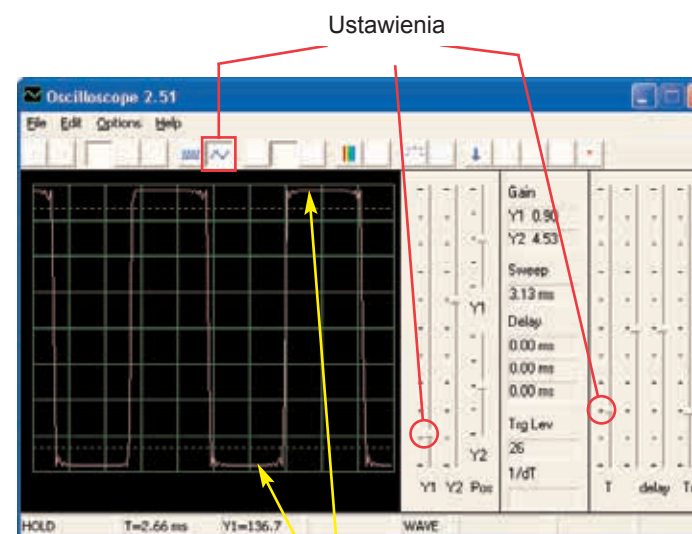 Ustawienia
Oscilloscope 2.51
File Edit Options Help
Gain
Y1 0.90
Y2 4.53
Sweep
3.13 ms
Delay
0.00 ms
0.00 ms
0.00 ms
Trg Lev
26
1/dT
Y1
Y2
Y1 Y2 Pos
T delay
HOLD T=2.66 ms Y1=136.7 WAVE